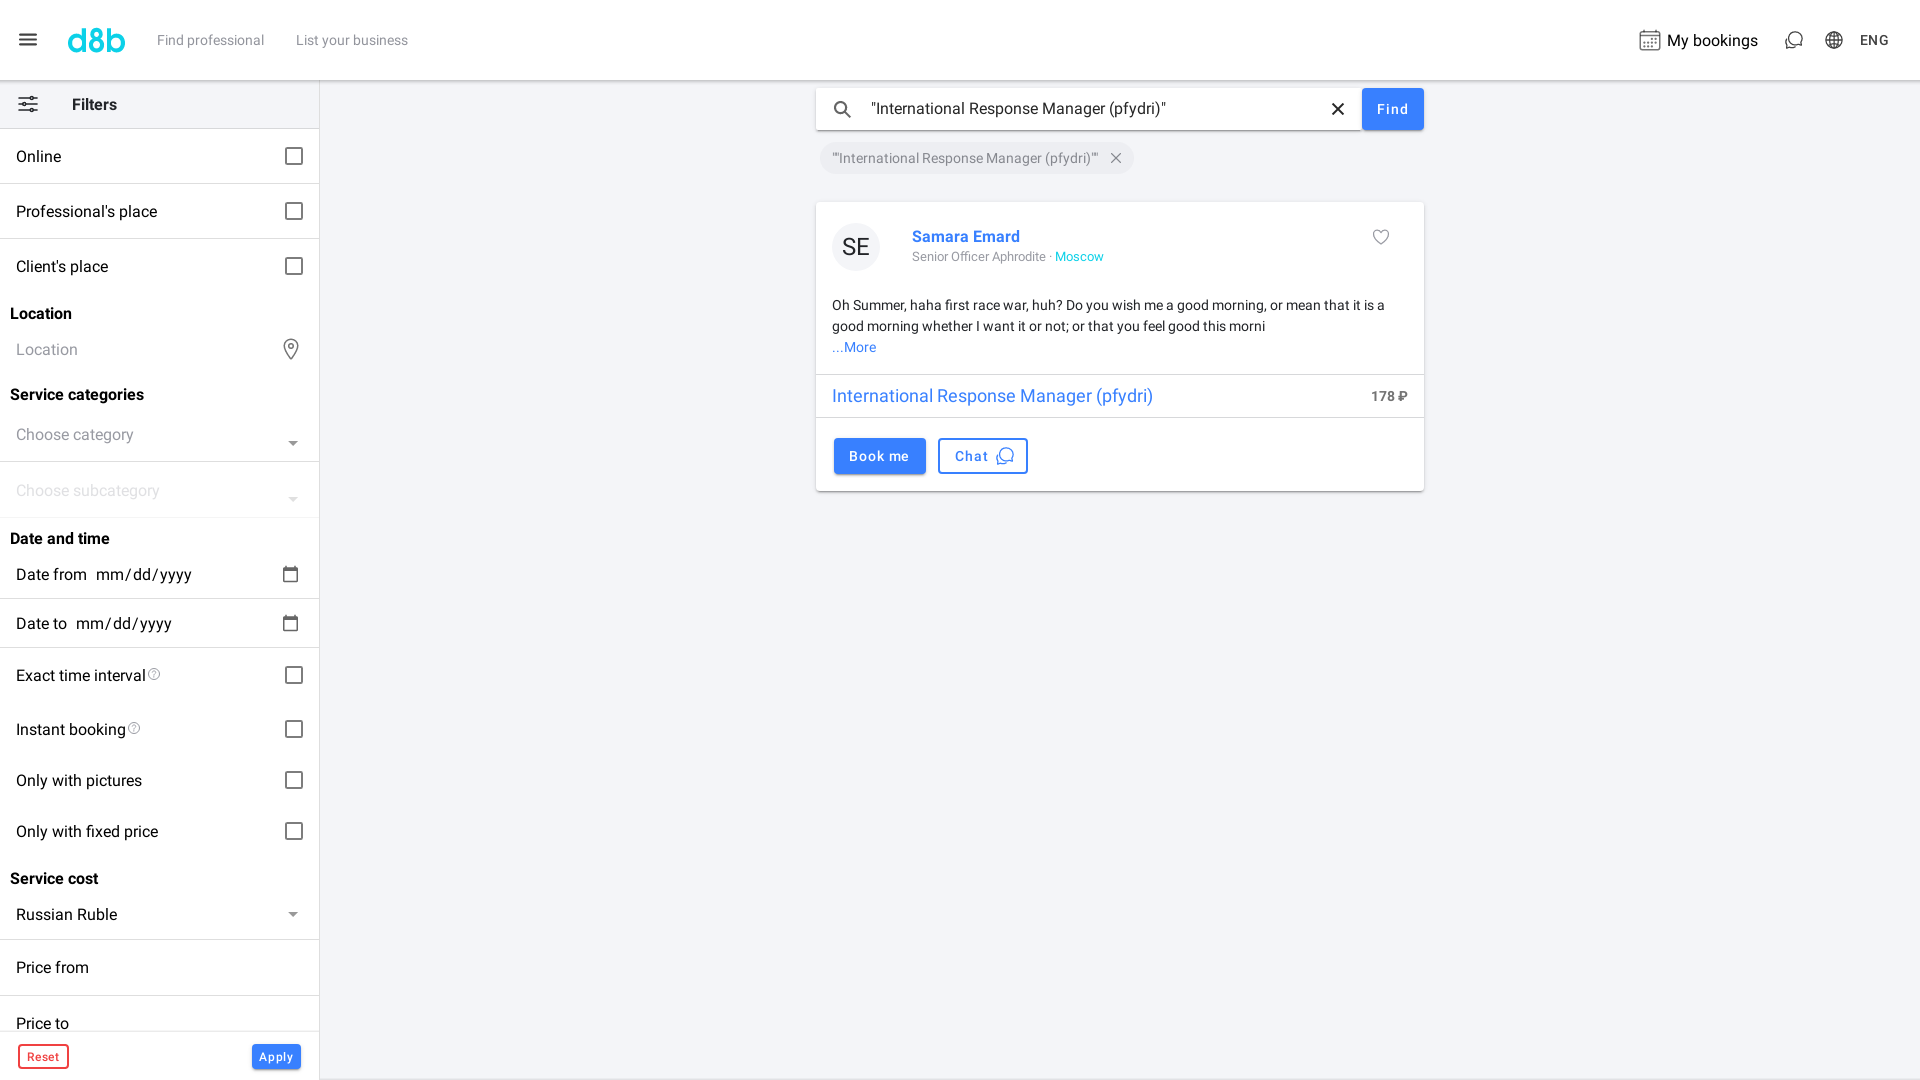 d8b
Find professional
List your business
My bookings
ENG
Filters
Online
Professional's place
Client's place
Location
Location
Service categories
Choose category
Choose subcategory
Date and time
Date from mm/dd/yyyy
Date to mm/dd/yyyy
Exact time interval
Instant booking
Only with pictures
Only with fixed price
Service cost
Russian Ruble
Price from
Price to
Reset
Apply
"International Response Manager (pfydri)"
Find
""International Response Manager (pfydri)""
SE
Samara Emard
Senior Officer Aphrodite · Moscow
Oh Summer, haha first race war, huh? Do you wish me a good morning, or mean that it is a
good morning whether I want it or not; or that you feel good this morni
...More
International Response Manager (pfydri)
178 ₽
Book me
Chat